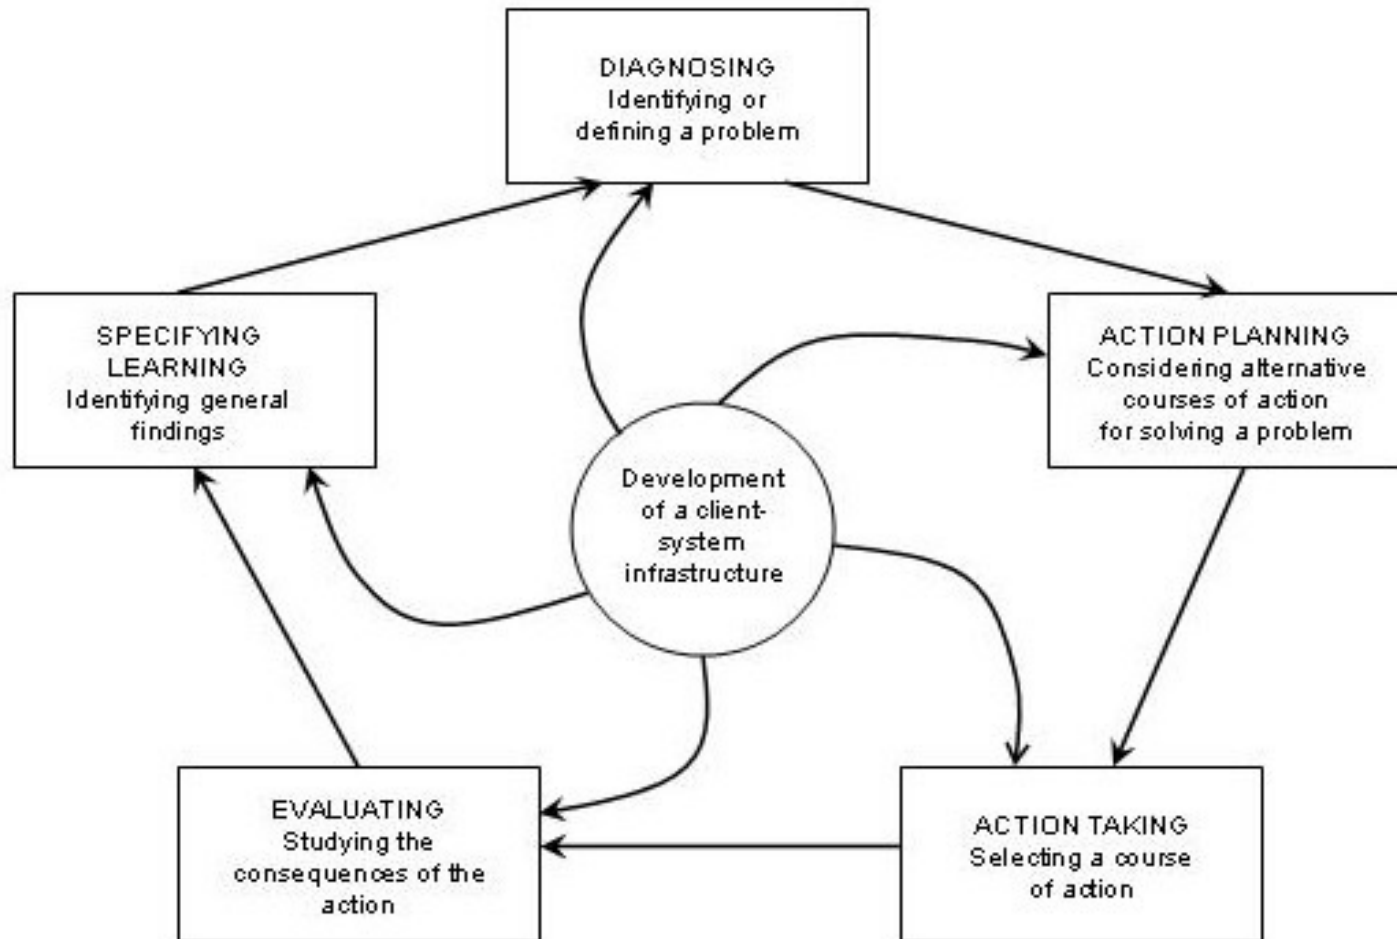 DIAGNOSING
Identifying or
defining a problem
SPECIFYING
LEARNING
Identifying general
findings
ACTION PLANNING
Considering alternative
courses of action
for solving a problem
Development
of a client-
system
infrastructure
EVALUATING
Studying the
consequences of the
action
ACTION TAKING
Selecting a course
of action